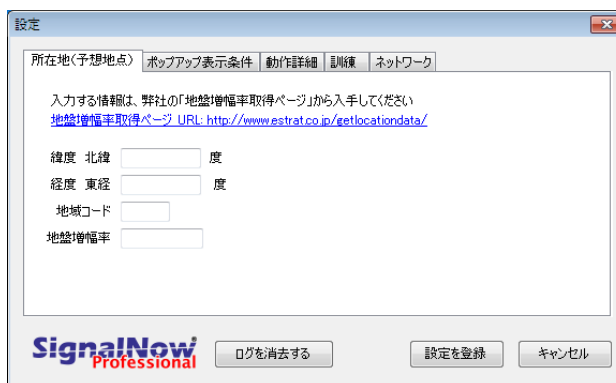 設定
所在地(予想地点) ポップアップ表示条件 動作詳細 訓練 ネットワーク
入力する情報は、弊社の「地盤増幅率取得ページ」から入手してください
地盤増幅率取得ページ URL: http://www.estrat.co.jp/getlocationdata/
緯度 北緯 度
経度 東経 度
地域コード
地盤増幅率
SignalNow
Professional
ログを消去する 設定を登録 キャンセル